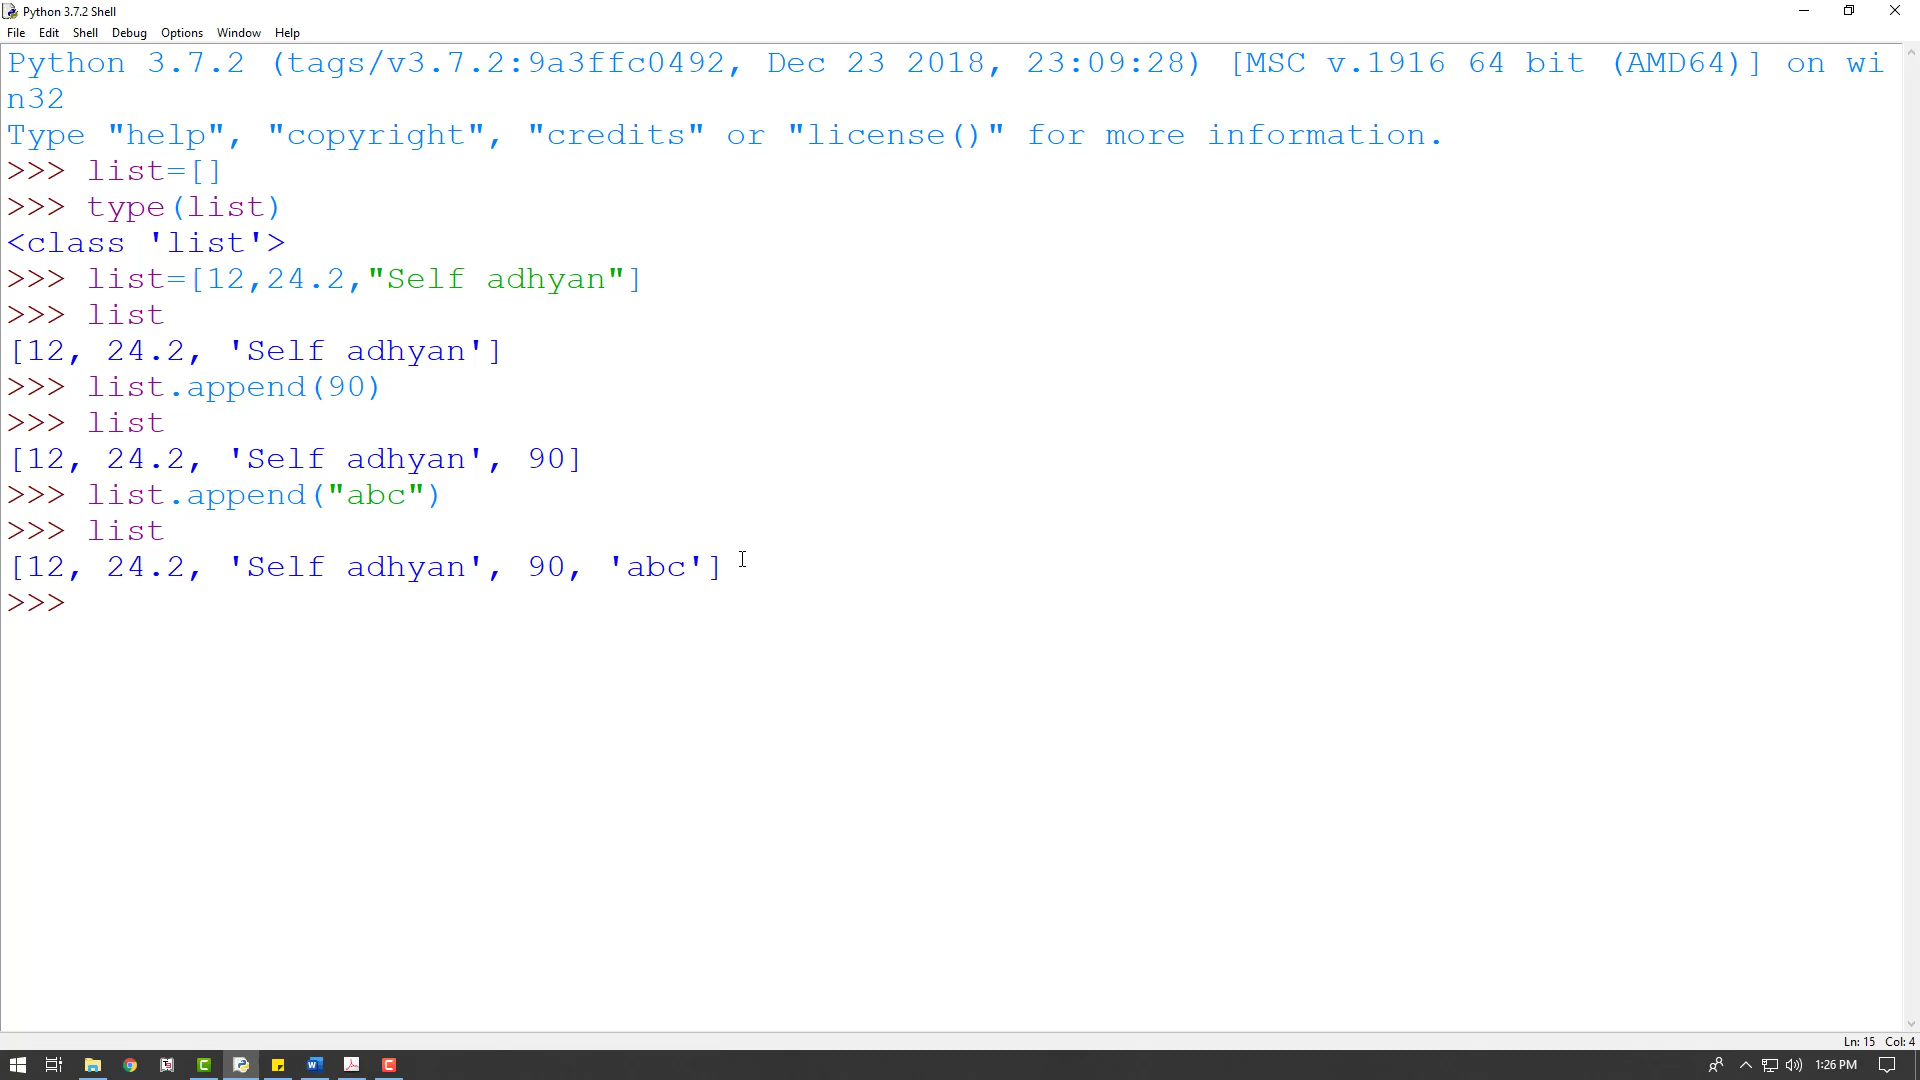 Python 3.7.2 Shell
File Edit Shell Debug Options Window Help
Python 3.7.2 (tags/v3.7.2:9a3ffc0492, Dec 23 2018, 23:09:28) [MSC v.1916 64 bit (AMD64)] on wi
n32
Type "help", "copyright", "credits" or "license()" for more information.
>>> list=[]
>>> type(list)
<class 'list'>
>>> list=[12,24.2,"Self adhyan"]
>>> list
[12, 24.2, 'Self adhyan']
>>> list.append(90)
>>> list
[12, 24.2, 'Self adhyan', 90]
>>> list.append("abc")
>>> list
[12, 24.2, 'Self adhyan', 90, 'abc']
>>>
Ln: 15 Col: 4
1:26 PM